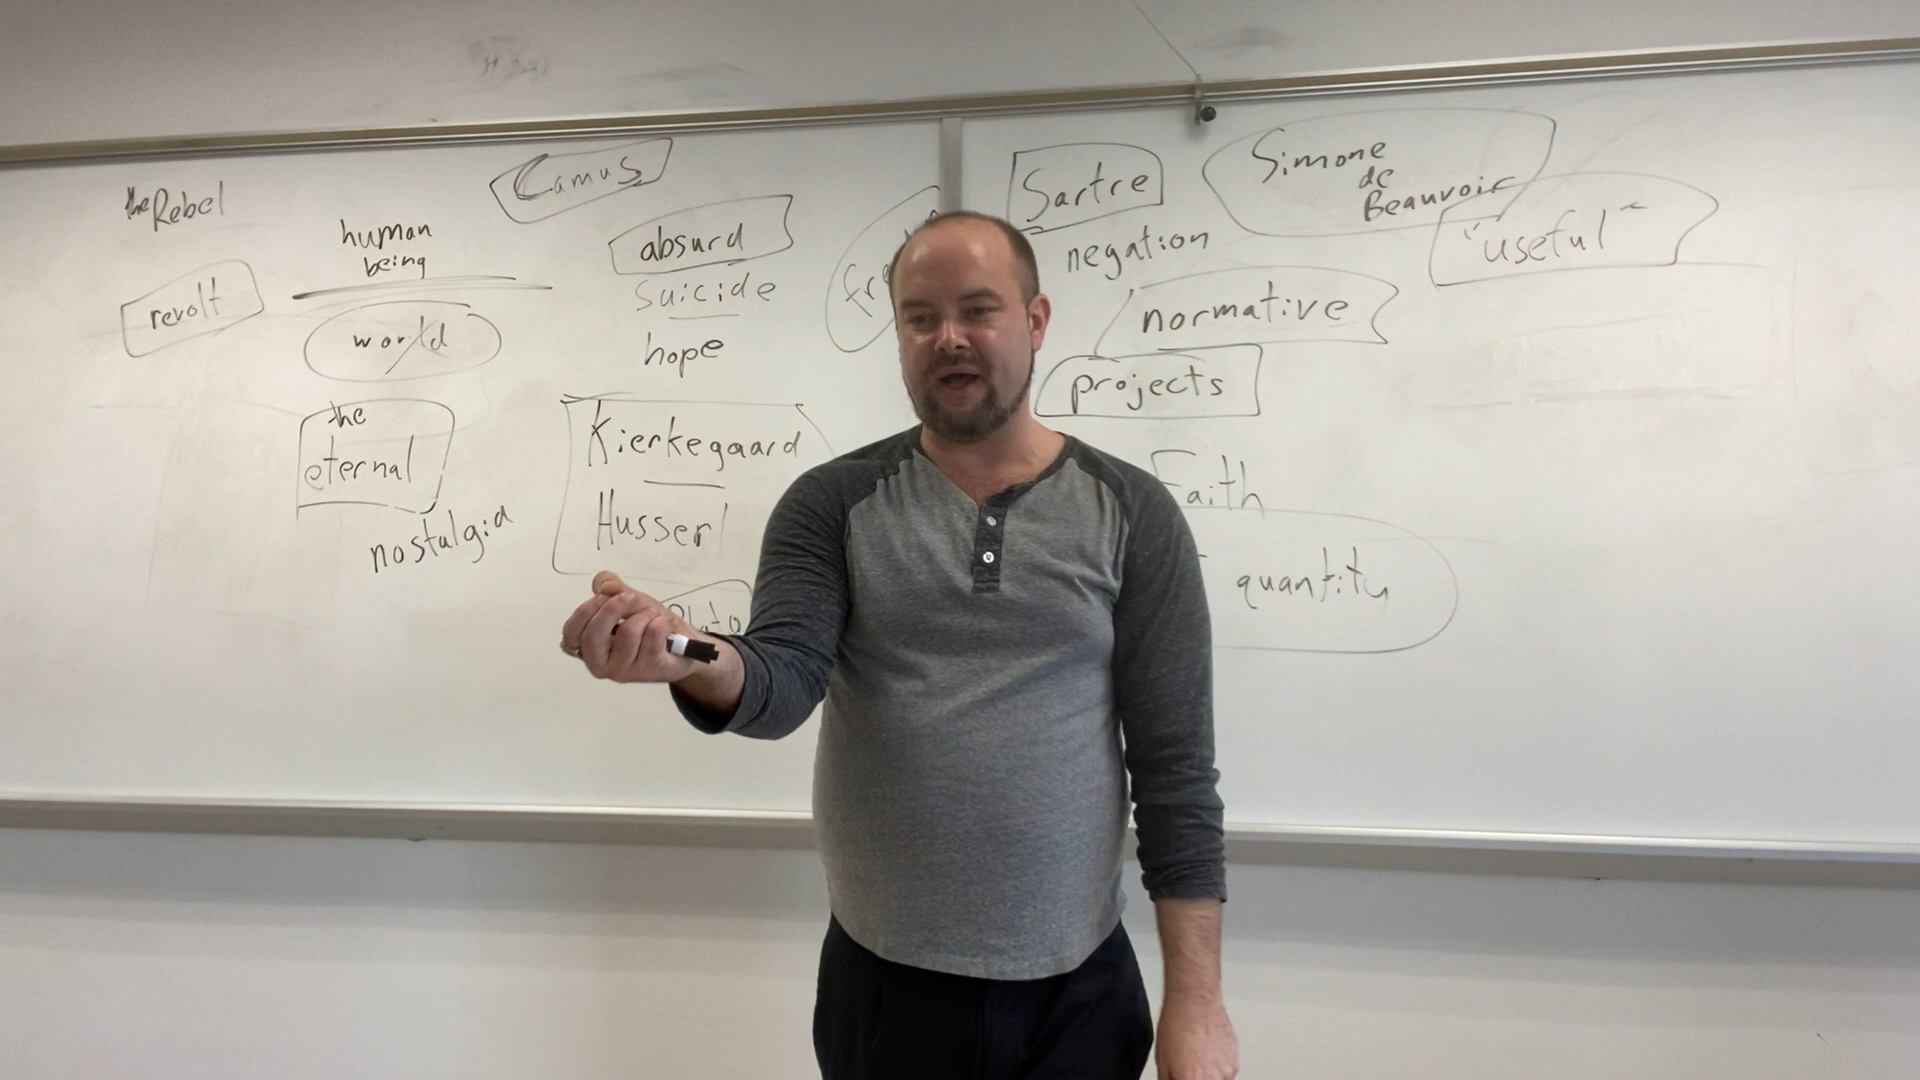 the Rebel
revolt
human
being
world
the
eternal
nostalgia
Camus
absurd
suicide
hope
Kierkegaard
Husserl
Plato
Sartre
negation
normative
projects
Faith
quantity
Simone
de
Beauvoir
"useful"